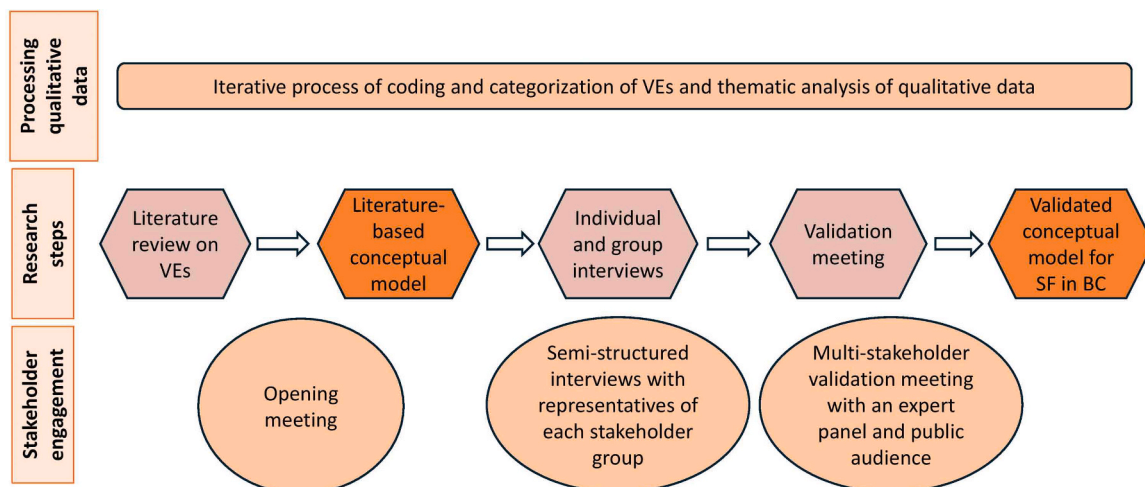 Processing
qualitative
data
Iterative process of coding and categorization of VEs and thematic analysis of qualitative data
Research
steps
Literature
review on
VEs
Literature-
based
conceptual
model
Individual
and group
interviews
Validation
meeting
Validated
conceptual
model for
SF in BC
Stakeholder
engagement
Opening
meeting
Semi-structured
interviews with
representatives of
each stakeholder
group
Multi-stakeholder
validation meeting
with an expert
panel and public
audience